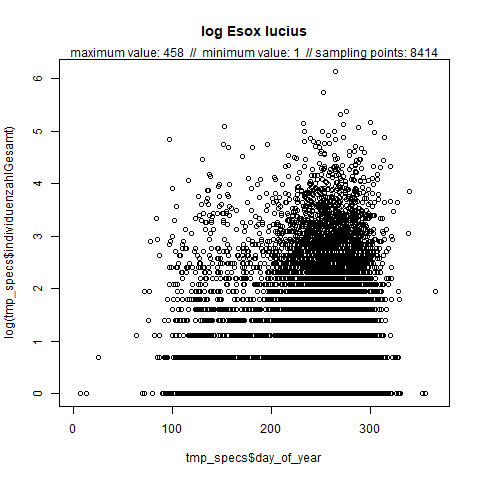 log Esox lucius
maximum value: 458 // minimum value: 1 // sampling points: 8414
log(tmp_specs$IndividuenzahlGesamt)
6
5
4
3
2
1
0
0 100 200 300
tmp_specs$day_of_year